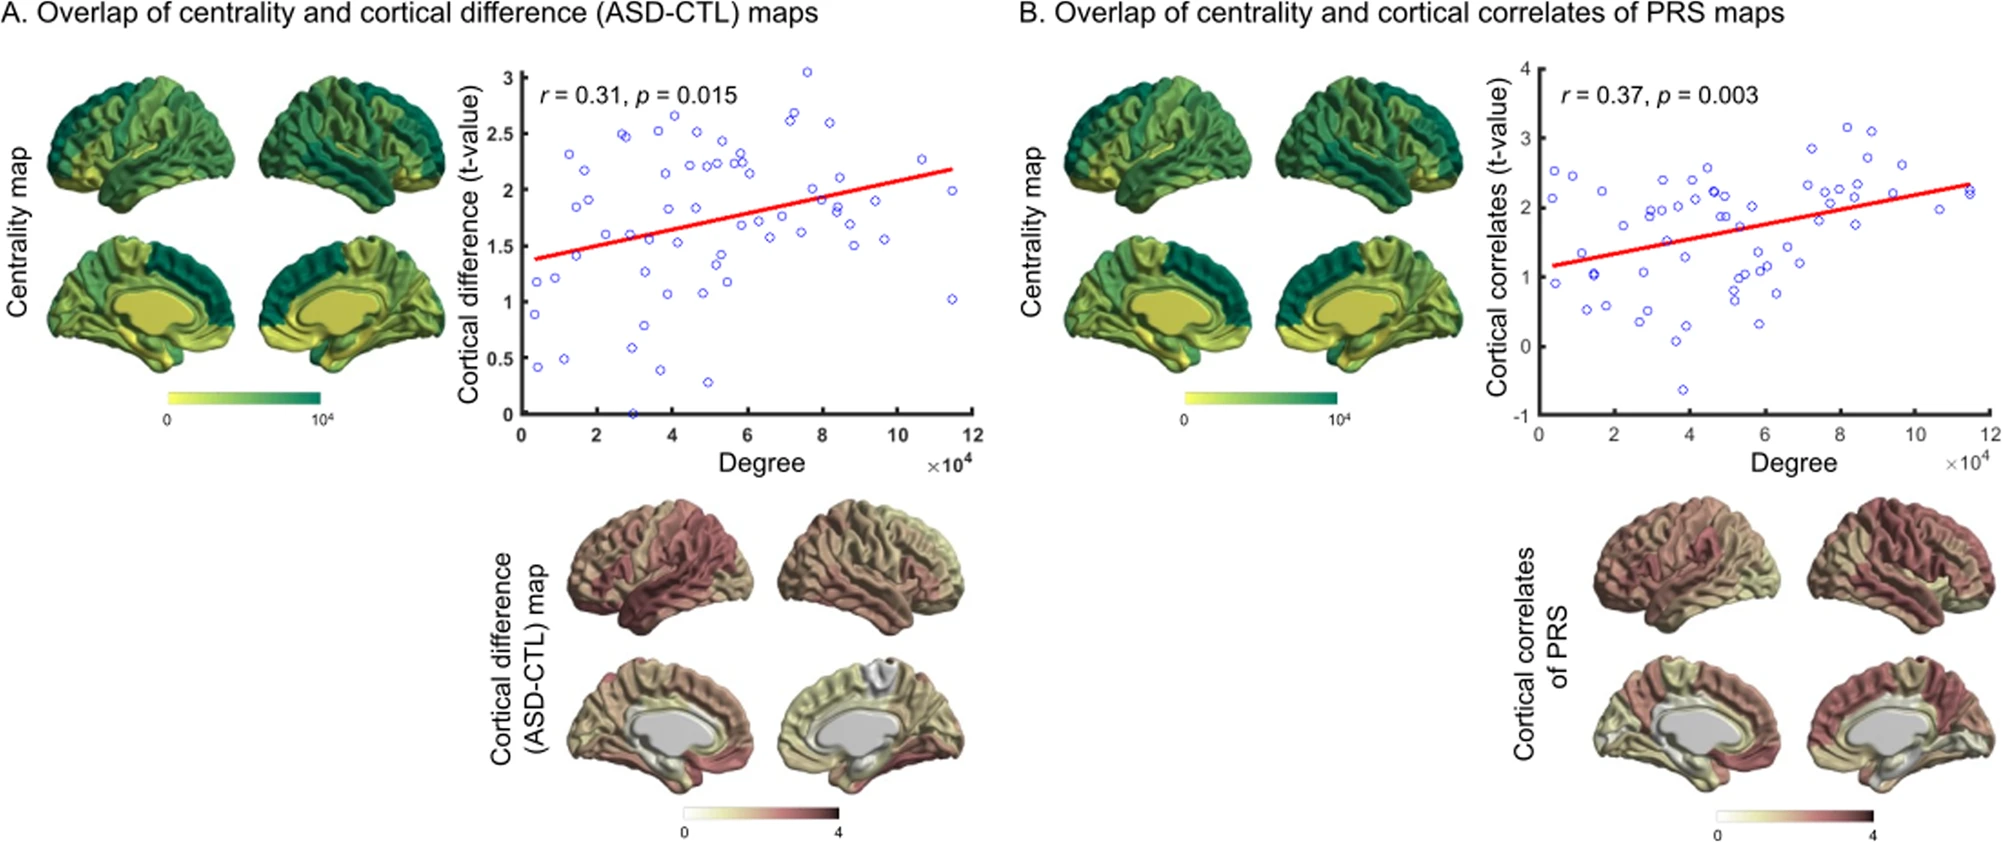 A. Overlap of centrality and cortical difference (ASD-CTL) maps
Centrality map
0 10⁴
Cortical difference (t-value)
3
2.5
2
1.5
1
0.5
0
r = 0.31, p = 0.015
0 2 4 6 8 10 12
Degree
×10⁴
Cortical difference
(ASD-CTL) map
0 4
B. Overlap of centrality and cortical correlates of PRS maps
Centrality map
0 10⁴
Cortical correlates (t-value)
4
3
2
1
0
-1
r = 0.37, p = 0.003
0 2 4 6 8 10 12
Degree
×10⁴
Cortical correlates
of PRS
0 4